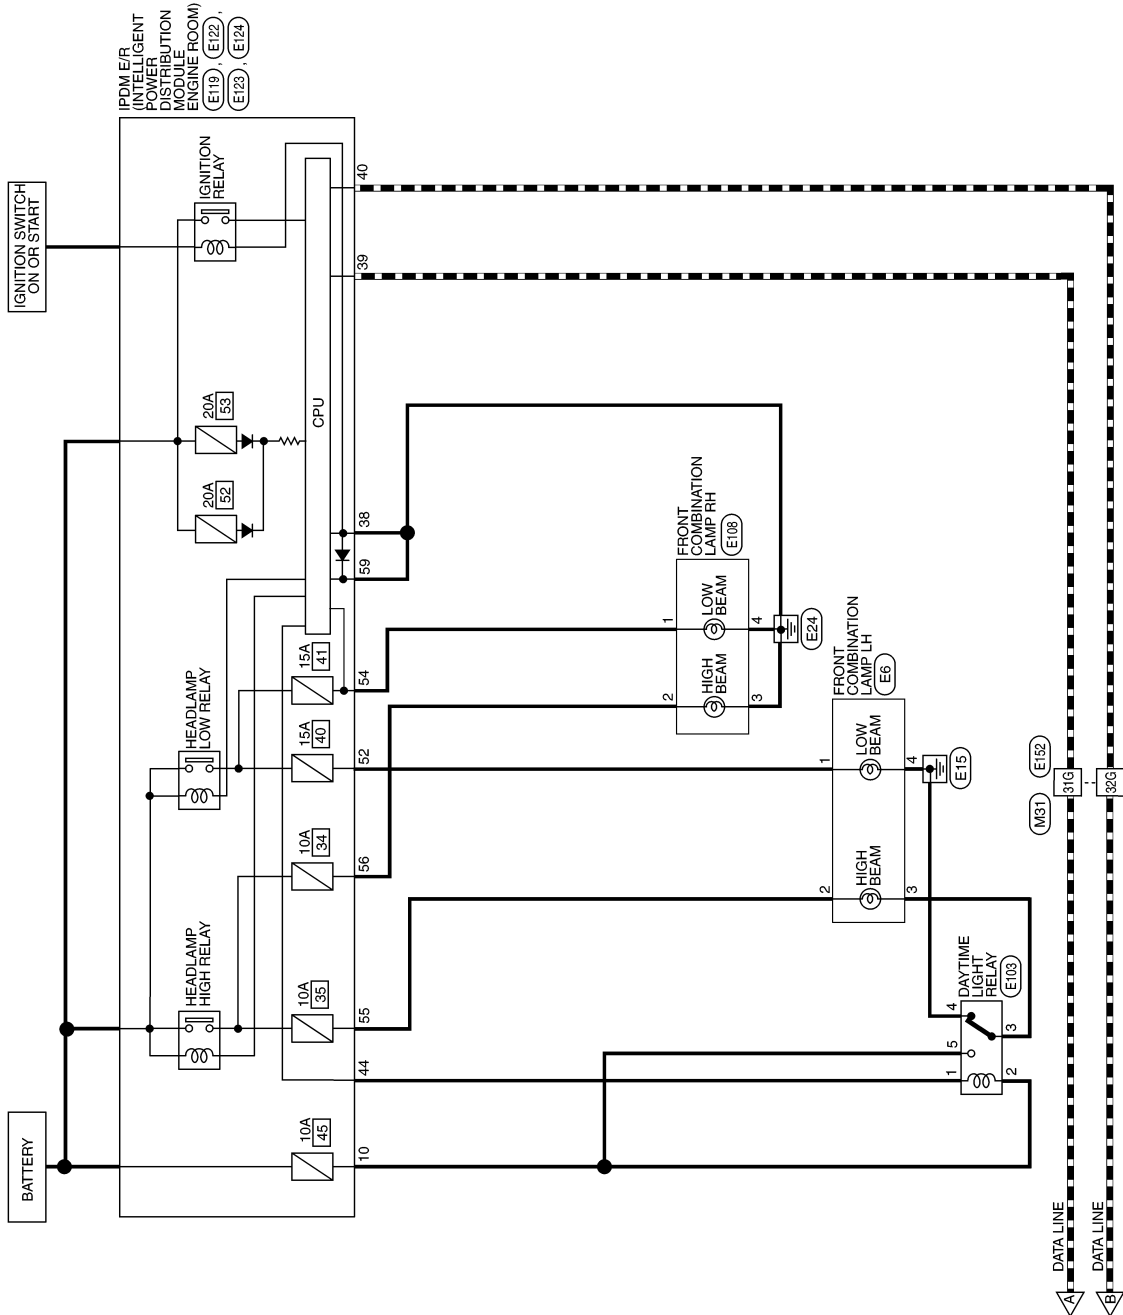 BATTERY
IGNITION SWITCH
ON OR START
IPDM E/R
(INTELLIGENT
POWER
DISTRIBUTION
MODULE
ENGINE ROOM)
E119 , E122 ,
E123 , E124
HEADLAMP
HIGH RELAY
HEADLAMP
LOW RELAY
IGNITION
RELAY
20A
52
20A
53
10A
45
10A
35
10A
34
15A
40
15A
41
CPU
10
44
55
56
52
54
59
38
39
40
FRONT
COMBINATION
LAMP RH
E108
2
1
HIGH
BEAM
LOW
BEAM
3
4
E24
FRONT
COMBINATION
LAMP LH
E6
2
1
HIGH
BEAM
LOW
BEAM
3
4
E15
DAYTIME
LIGHT
RELAY
E103
1
5
4
2
3
M31
E152
31G
32G
DATA LINE
A
DATA LINE
B